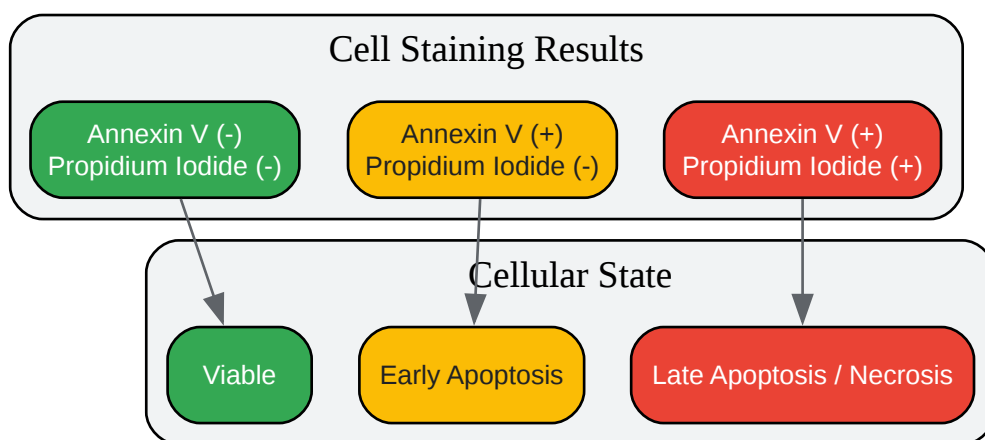 Cell Staining Results
Annexin V (-)
Propidium Iodide (-)
Annexin V (+)
Propidium Iodide (-)
Annexin V (+)
Propidium Iodide (+)
Cellular State
Viable
Early Apoptosis
Late Apoptosis / Necrosis